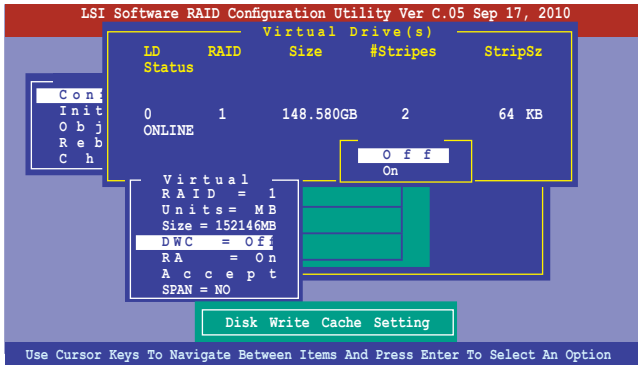 LSI Software RAID Configuration Utility Ver C.05 Sep 17, 2010
Virtual Drive(s)
LD RAID Size #Stripes StripSz
Status
0 1 148.580GB 2 64 KB
ONLINE
Conf
Init
Obj
Reb
Ch
Off
On
Virtual
RAID = 1
Units= MB
Size = 152146MB
DWC = Off
RA = On
Accept
SPAN = NO
Disk Write Cache Setting
Use Cursor Keys To Navigate Between Items And Press Enter To Select An Option